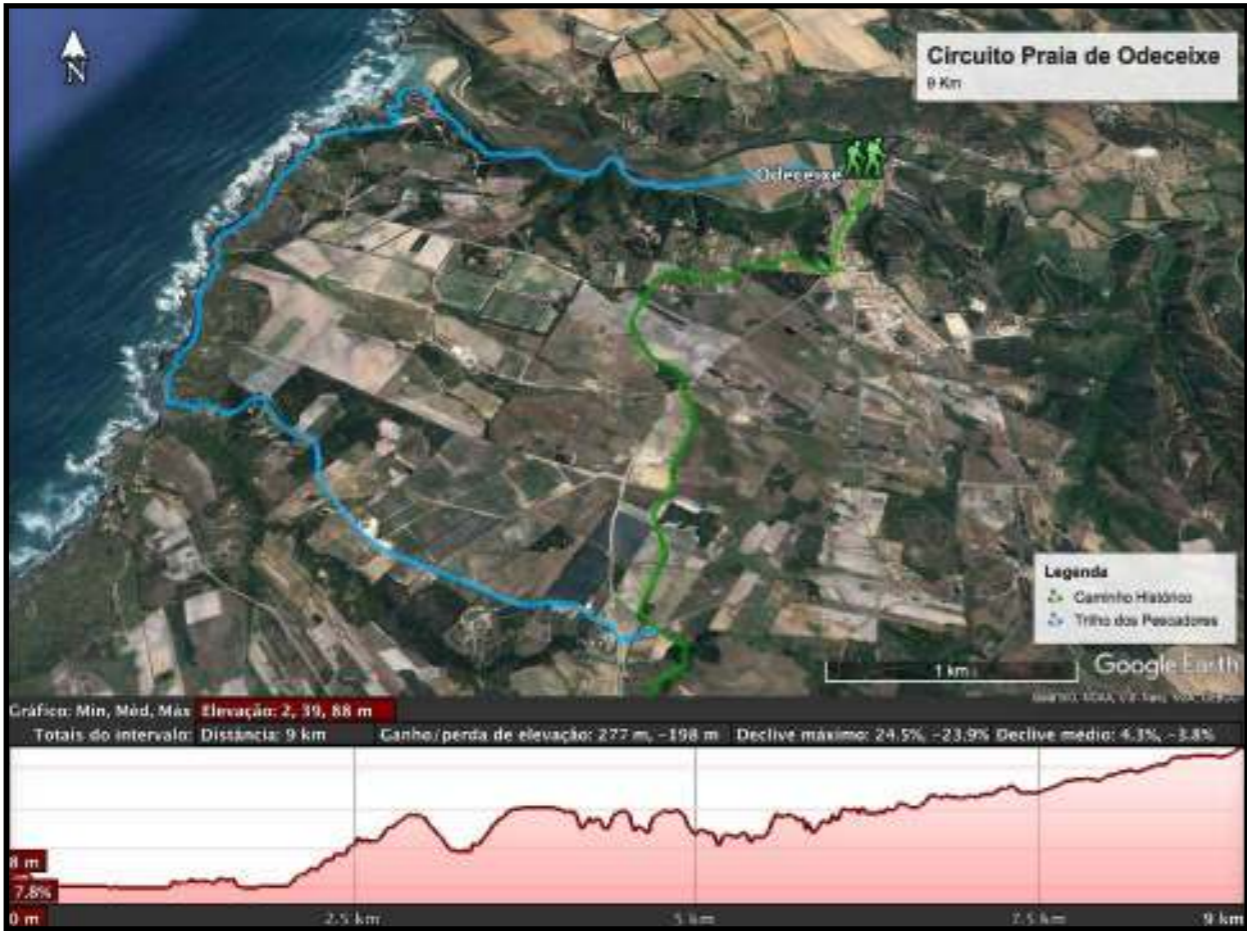 N
Circuito Praia de Odeceixe
9 Km
Odeceixe
Legenda
Caminho Histórico
Trilho dos Pescadores
1 km
Google Earth
Gráfico: Min, Méd, Máx Elevação: 2, 39, 88 m
Totais do intervalo: Distância: 9 km Ganho/perda de elevação: 277 m, -198 m Declive máximo: 24.5%, -23.9% Declive médio: 4.3%, -3.8%
8 m
7.8%
0 m 2.5 km 5 km 7.5 km 9 km